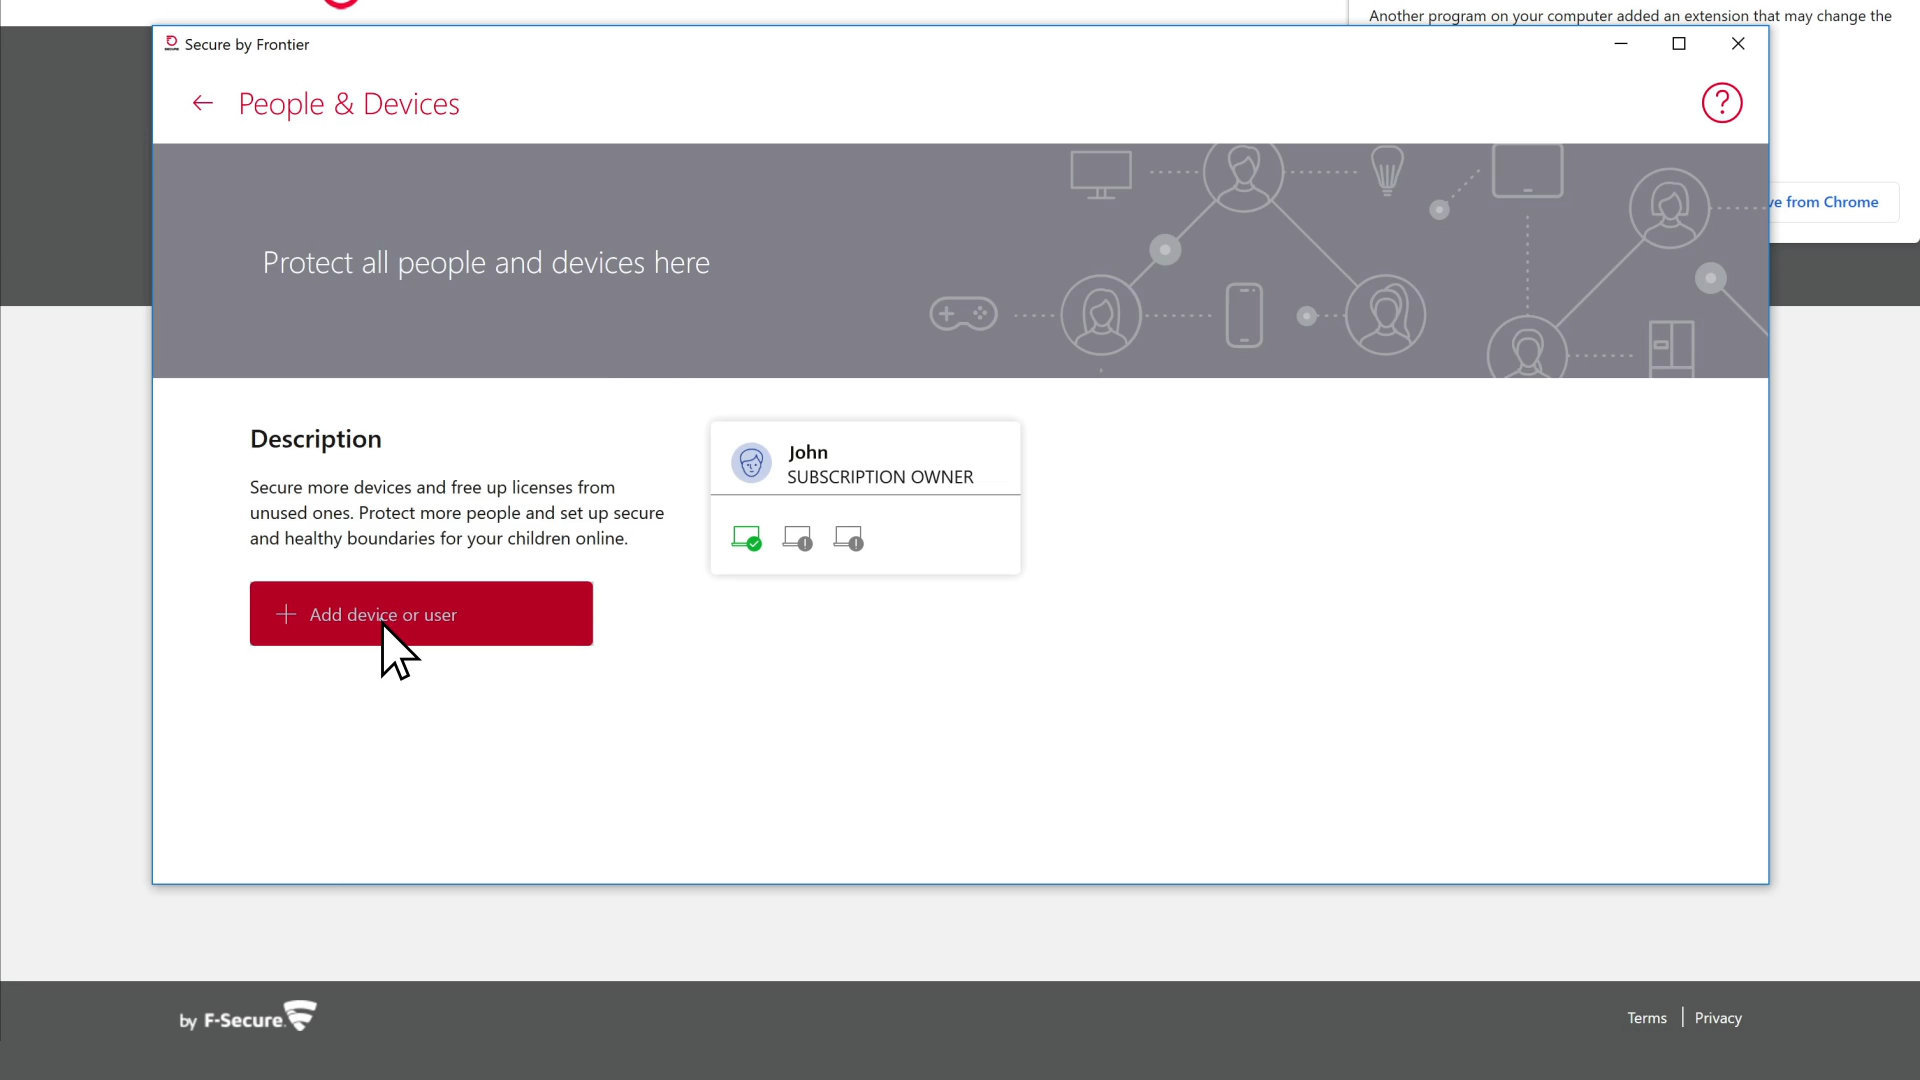 Another program on your computer added an extension that may change the
Secure by Frontier
People & Devices
?
ve from Chrome
Protect all people and devices here
Description
Secure more devices and free up licenses from
unused ones. Protect more people and set up secure
and healthy boundaries for your children online.
+ Add device or user
John
SUBSCRIPTION OWNER
by F-Secure.
Terms | Privacy